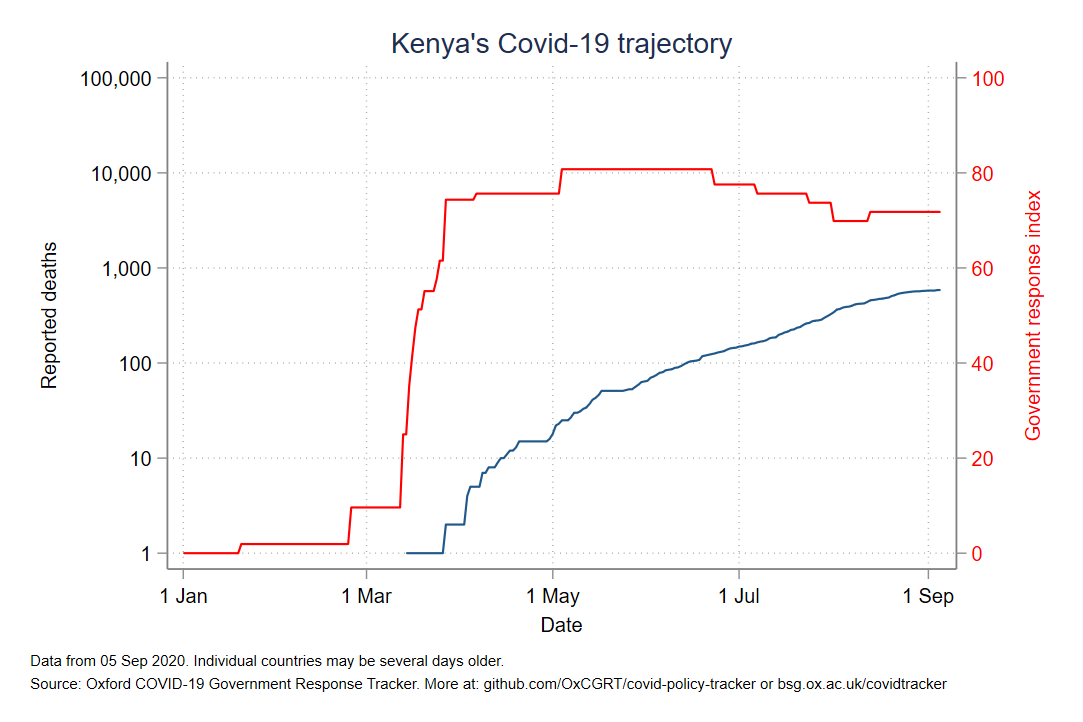 Kenya's Covid-19 trajectory
100,000
10,000
1,000
100
10
1
Reported deaths
100
80
60
40
20
0
Government response index
1 Jan 1 Mar 1 May 1 Jul 1 Sep
Date
Data from 05 Sep 2020. Individual countries may be several days older.
Source: Oxford COVID-19 Government Response Tracker. More at: github.com/OxCGRT/covid-policy-tracker or bsg.ox.ac.uk/covidtracker